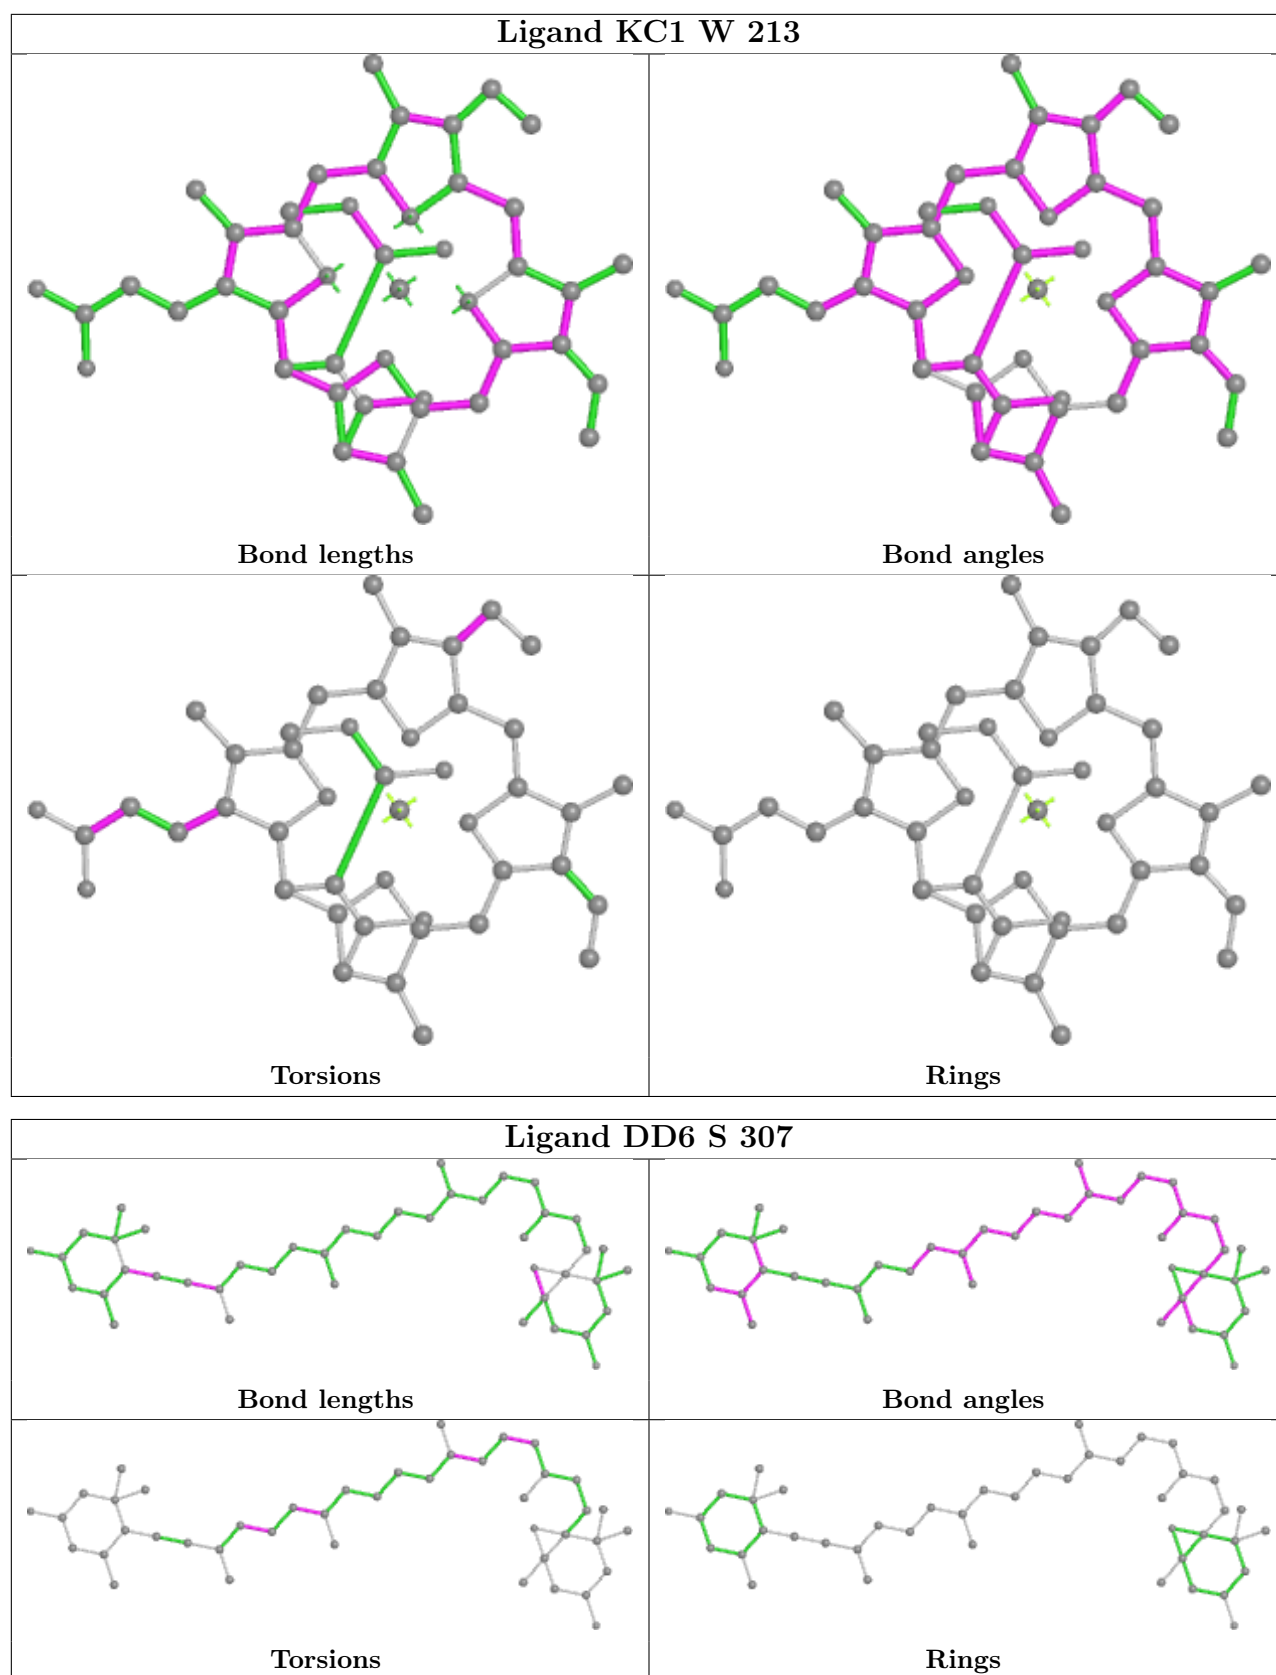 Ligand KC1 W 213
Bond lengths
Bond angles
Torsions
Rings
Ligand DD6 S 307
Bond lengths
Bond angles
Torsions
Rings